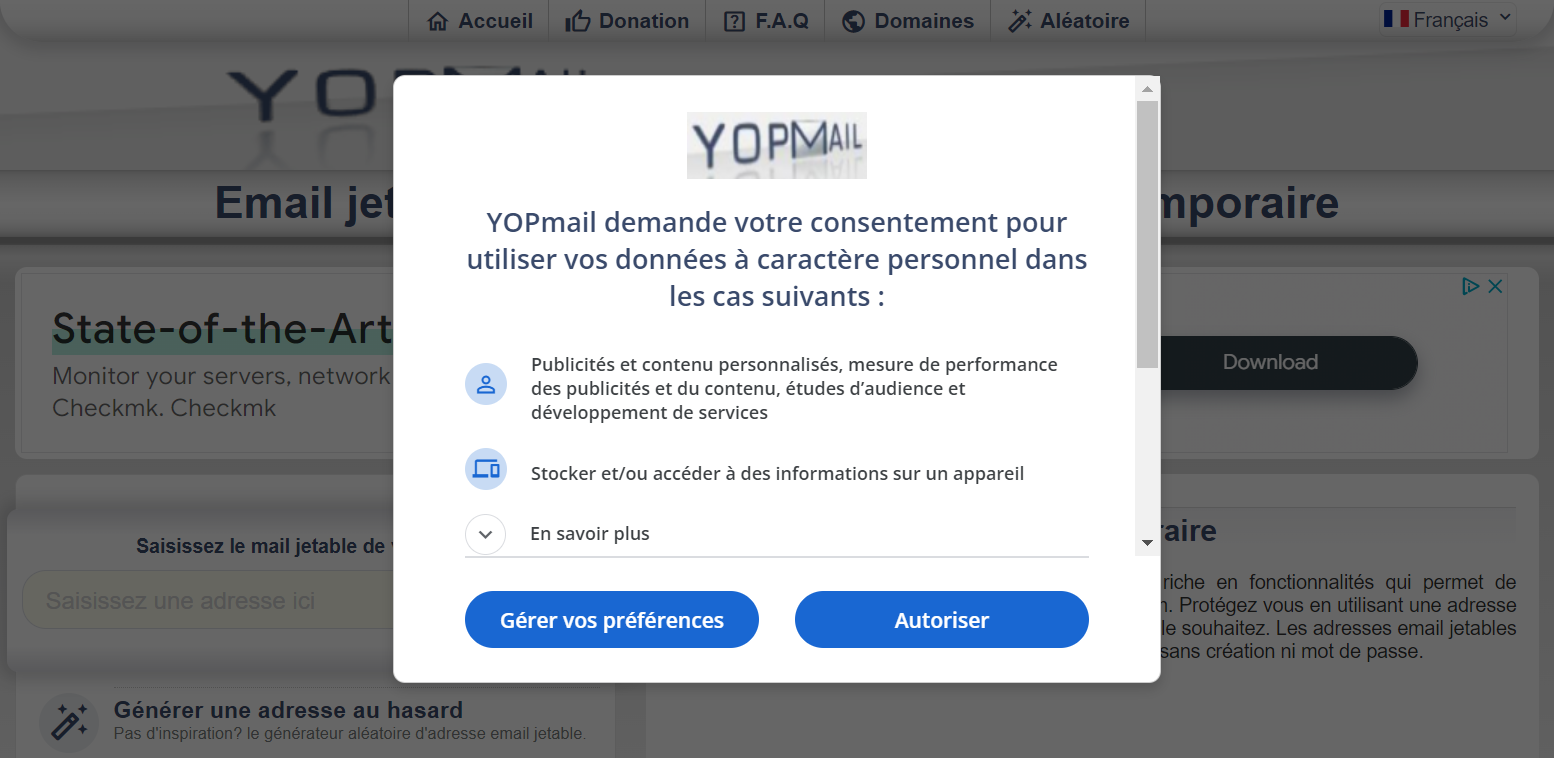 Accueil
Donation
F.A.Q
Domaines
Aléatoire
Français
YOPMAIL
Email jet
mporaire
State-of-the-Art
Monitor your servers, network
Checkmk. Checkmk
Download
YOPMAIL
YOPmail demande votre consentement pour
utiliser vos données à caractère personnel dans
les cas suivants :
Publicités et contenu personnalisés, mesure de performance
des publicités et du contenu, études d’audience et
développement de services
Stocker et/ou accéder à des informations sur un appareil
En savoir plus
Gérer vos préférences
Autoriser
Saisissez le mail jetable de
Saisissez une adresse ici
Générer une adresse au hasard
Pas d'inspiration? le générateur aléatoire d'adresse email jetable.
raire
riche en fonctionnalités qui permet de
n. Protégez vous en utilisant une adresse
le souhaitez. Les adresses email jetables
sans création ni mot de passe.